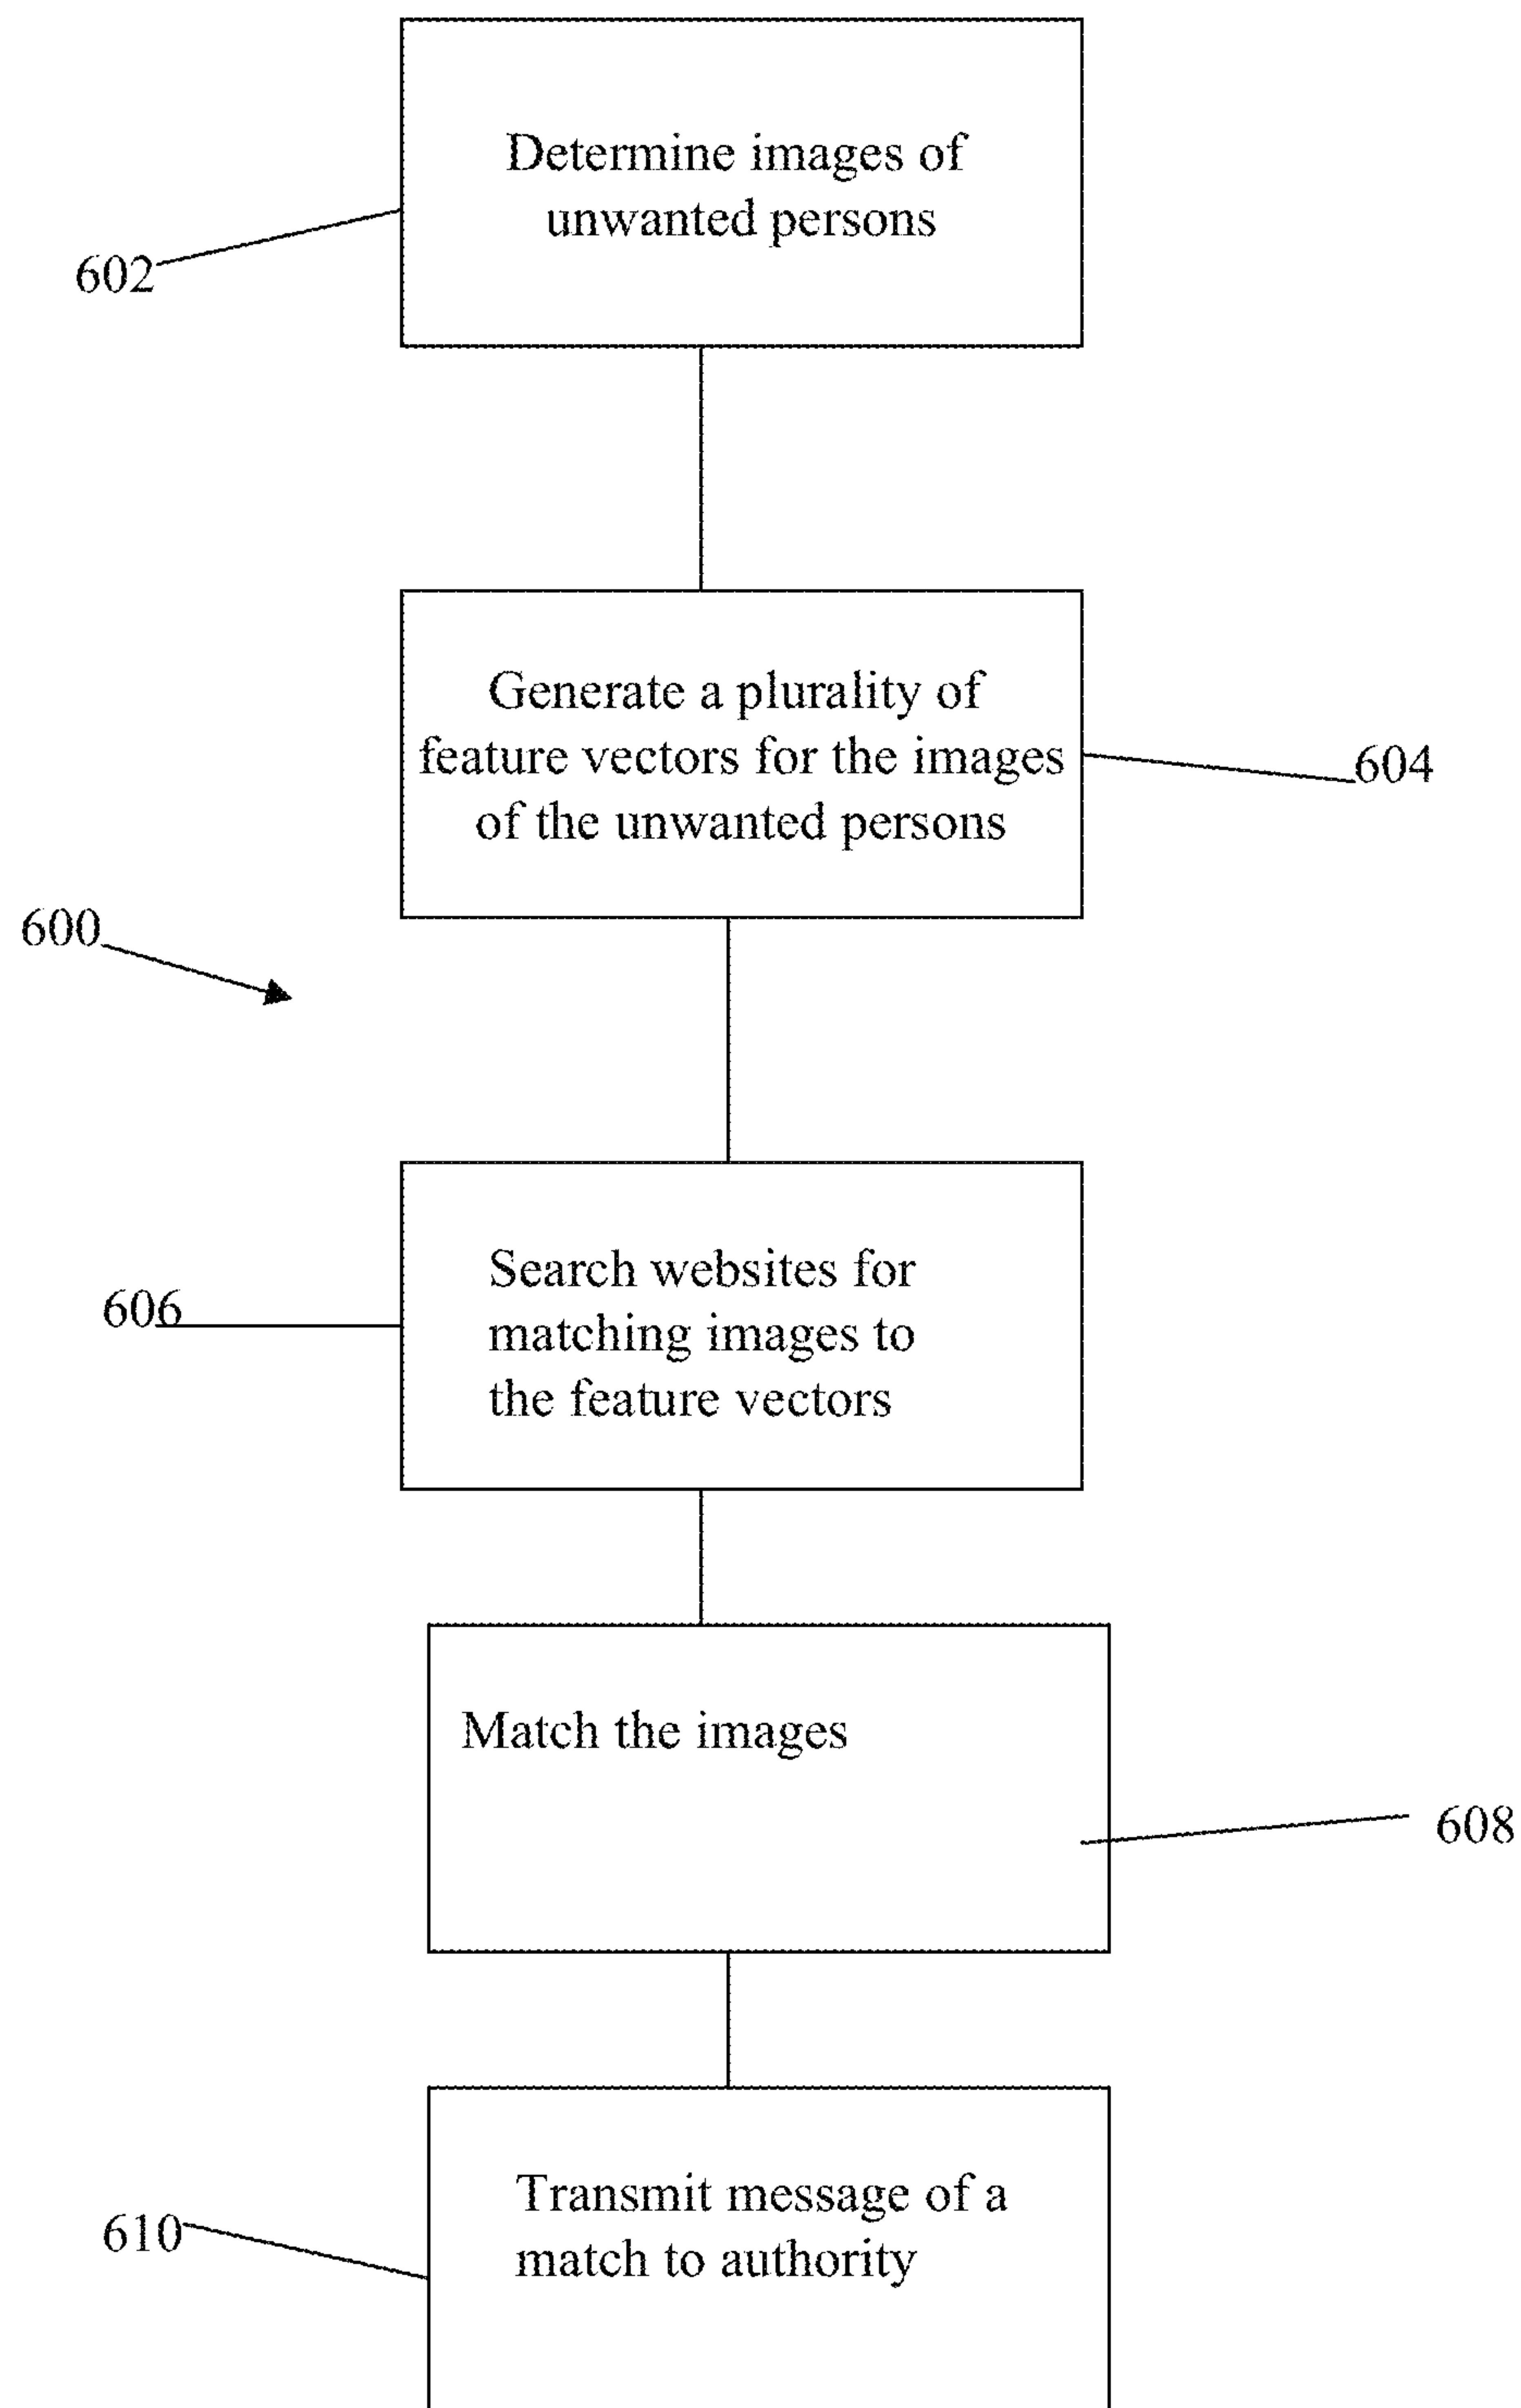 Determine images of
unwanted persons
602
Generate a plurality of
feature vectors for the images
of the unwanted persons
604
600
Search websites for
matching images to
the feature vectors
606
Match the images
608
Transmit message of a
match to authority
610